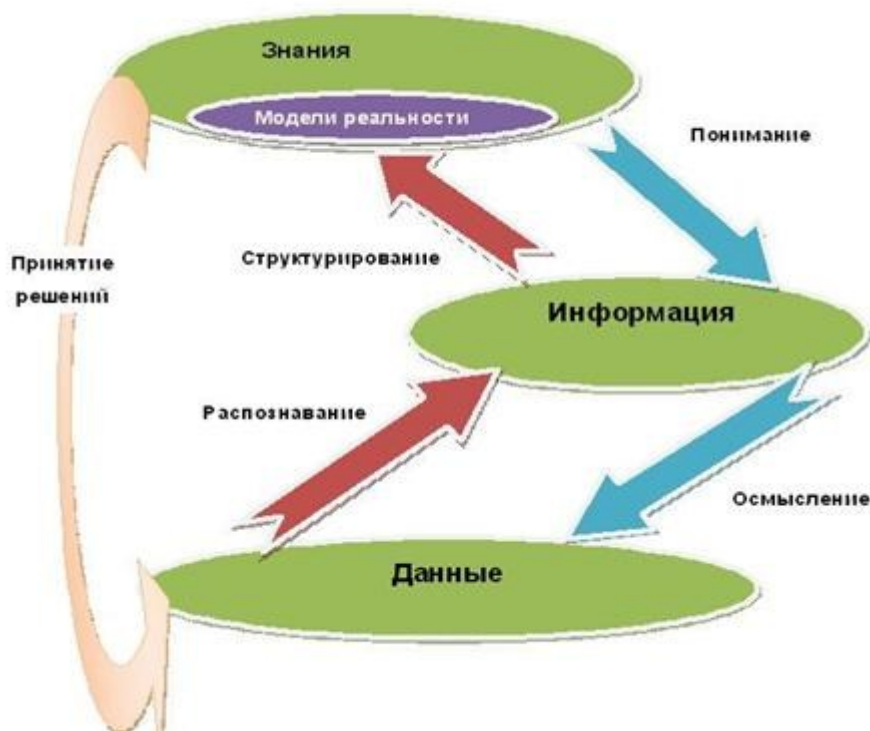 Знания
Модели реальности
Понимание
Структурирование
Принятие
решений
Информация
Распознавание
Осмысление
Данные